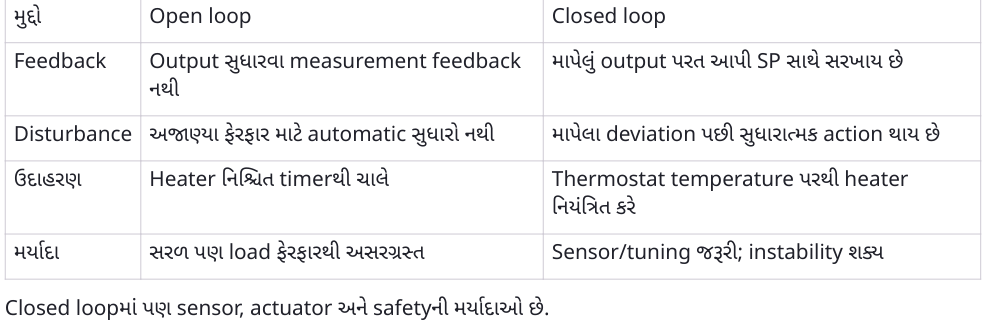 મુદ્દો Open loop Closed loop
Feedback Output સુધારવા measurement feedback નથી માપેલું output પરત આપી SP સાથે સરખાય છે
Disturbance અજાણ્યા ફેરફાર માટે automatic સુધારો નથી માપેલા deviation પછી સુધારાત્મક action થાય છે
ઉદાહરણ Heater નિશ્ચિત timerથી ચાલે Thermostat temperature પરથી heater નિયંત્રિત કરે
મર્યાદા સરળ પણ load ફેરફારથી અસરગ્રસ્ત Sensor/tuning જરૂરી; instability શક્ય
Closed loopમાં પણ sensor, actuator અને safetyની મર્યાદાઓ છે.